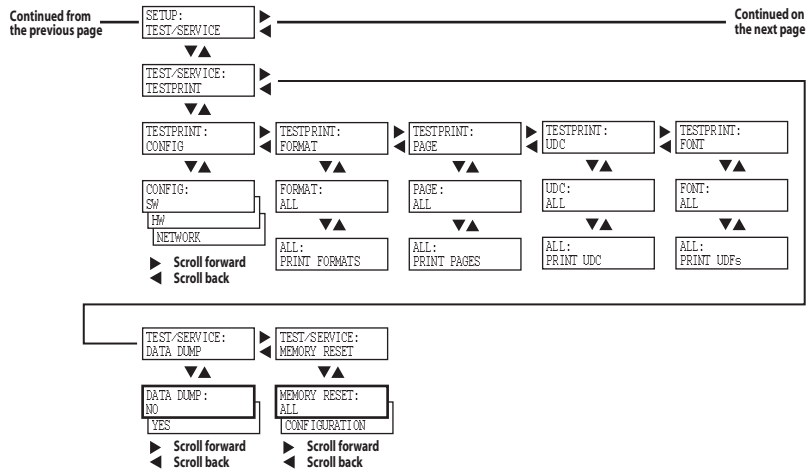 Continued from
the previous page
SETUP:
TEST/SERVICE
Continued on
the next page
TEST/SERVICE:
TESTPRINT
TESTPRINT:
CONFIG
TESTPRINT:
FORMAT
TESTPRINT:
PAGE
TESTPRINT:
UDC
TESTPRINT:
FONT
CONFIG:
SW
HW
NETWORK
FORMAT:
ALL
PAGE:
ALL
UDC:
ALL
FONT:
ALL
ALL:
PRINT FORMATS
ALL:
PRINT PAGES
ALL:
PRINT UDC
ALL:
PRINT UDFs
Scroll forward
Scroll back
TEST/SERVICE:
DATA DUMP
TEST/SERVICE:
MEMORY RESET
DATA DUMP:
NO
YES
MEMORY RESET:
ALL
CONFIGURATION
Scroll forward
Scroll back
Scroll forward
Scroll back